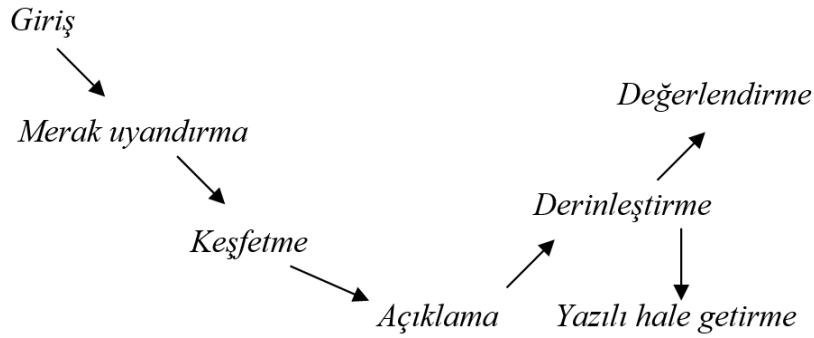 Giriş
Merak uyandırma
Keşfetme
Açıklama
Derinleştirme
Değerlendirme
Yazılı hale getirme